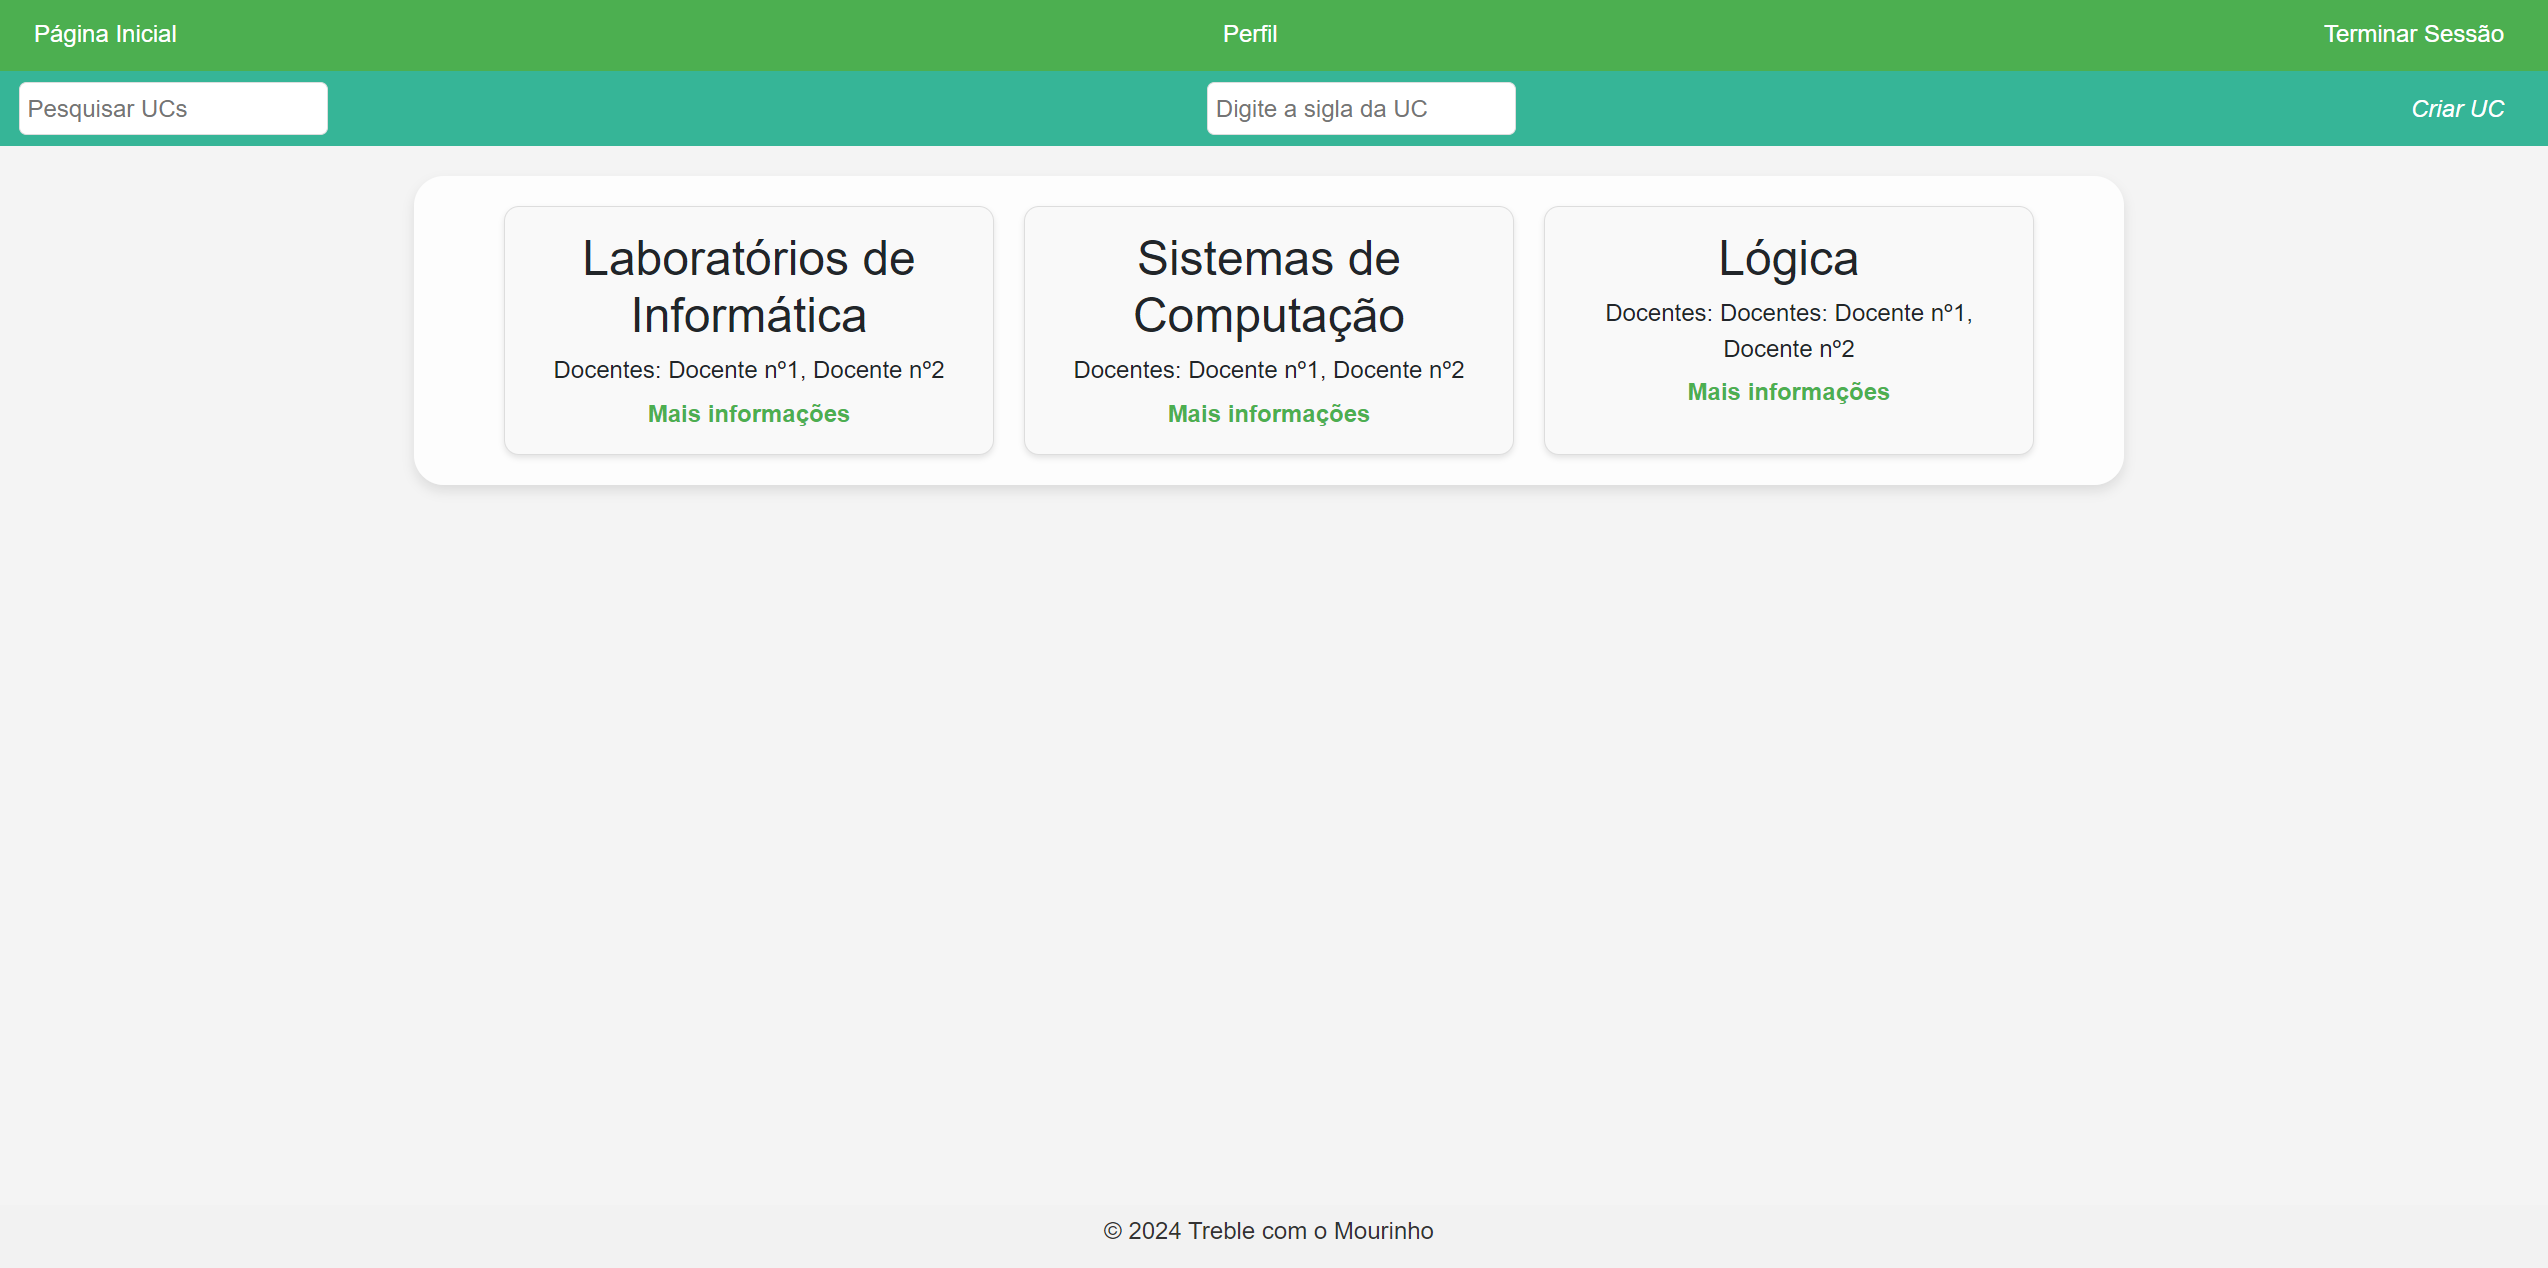 Página Inicial
Perfil
Terminar Sessão
Pesquisar UCs
Digite a sigla da UC
Criar UC
Laboratórios de
Informática
Docentes: Docente nº1, Docente nº2
Mais informações
Sistemas de
Computação
Docentes: Docente nº1, Docente nº2
Mais informações
Lógica
Docentes: Docentes: Docente nº1,
Docente nº2
Mais informações
© 2024 Treble com o Mourinho